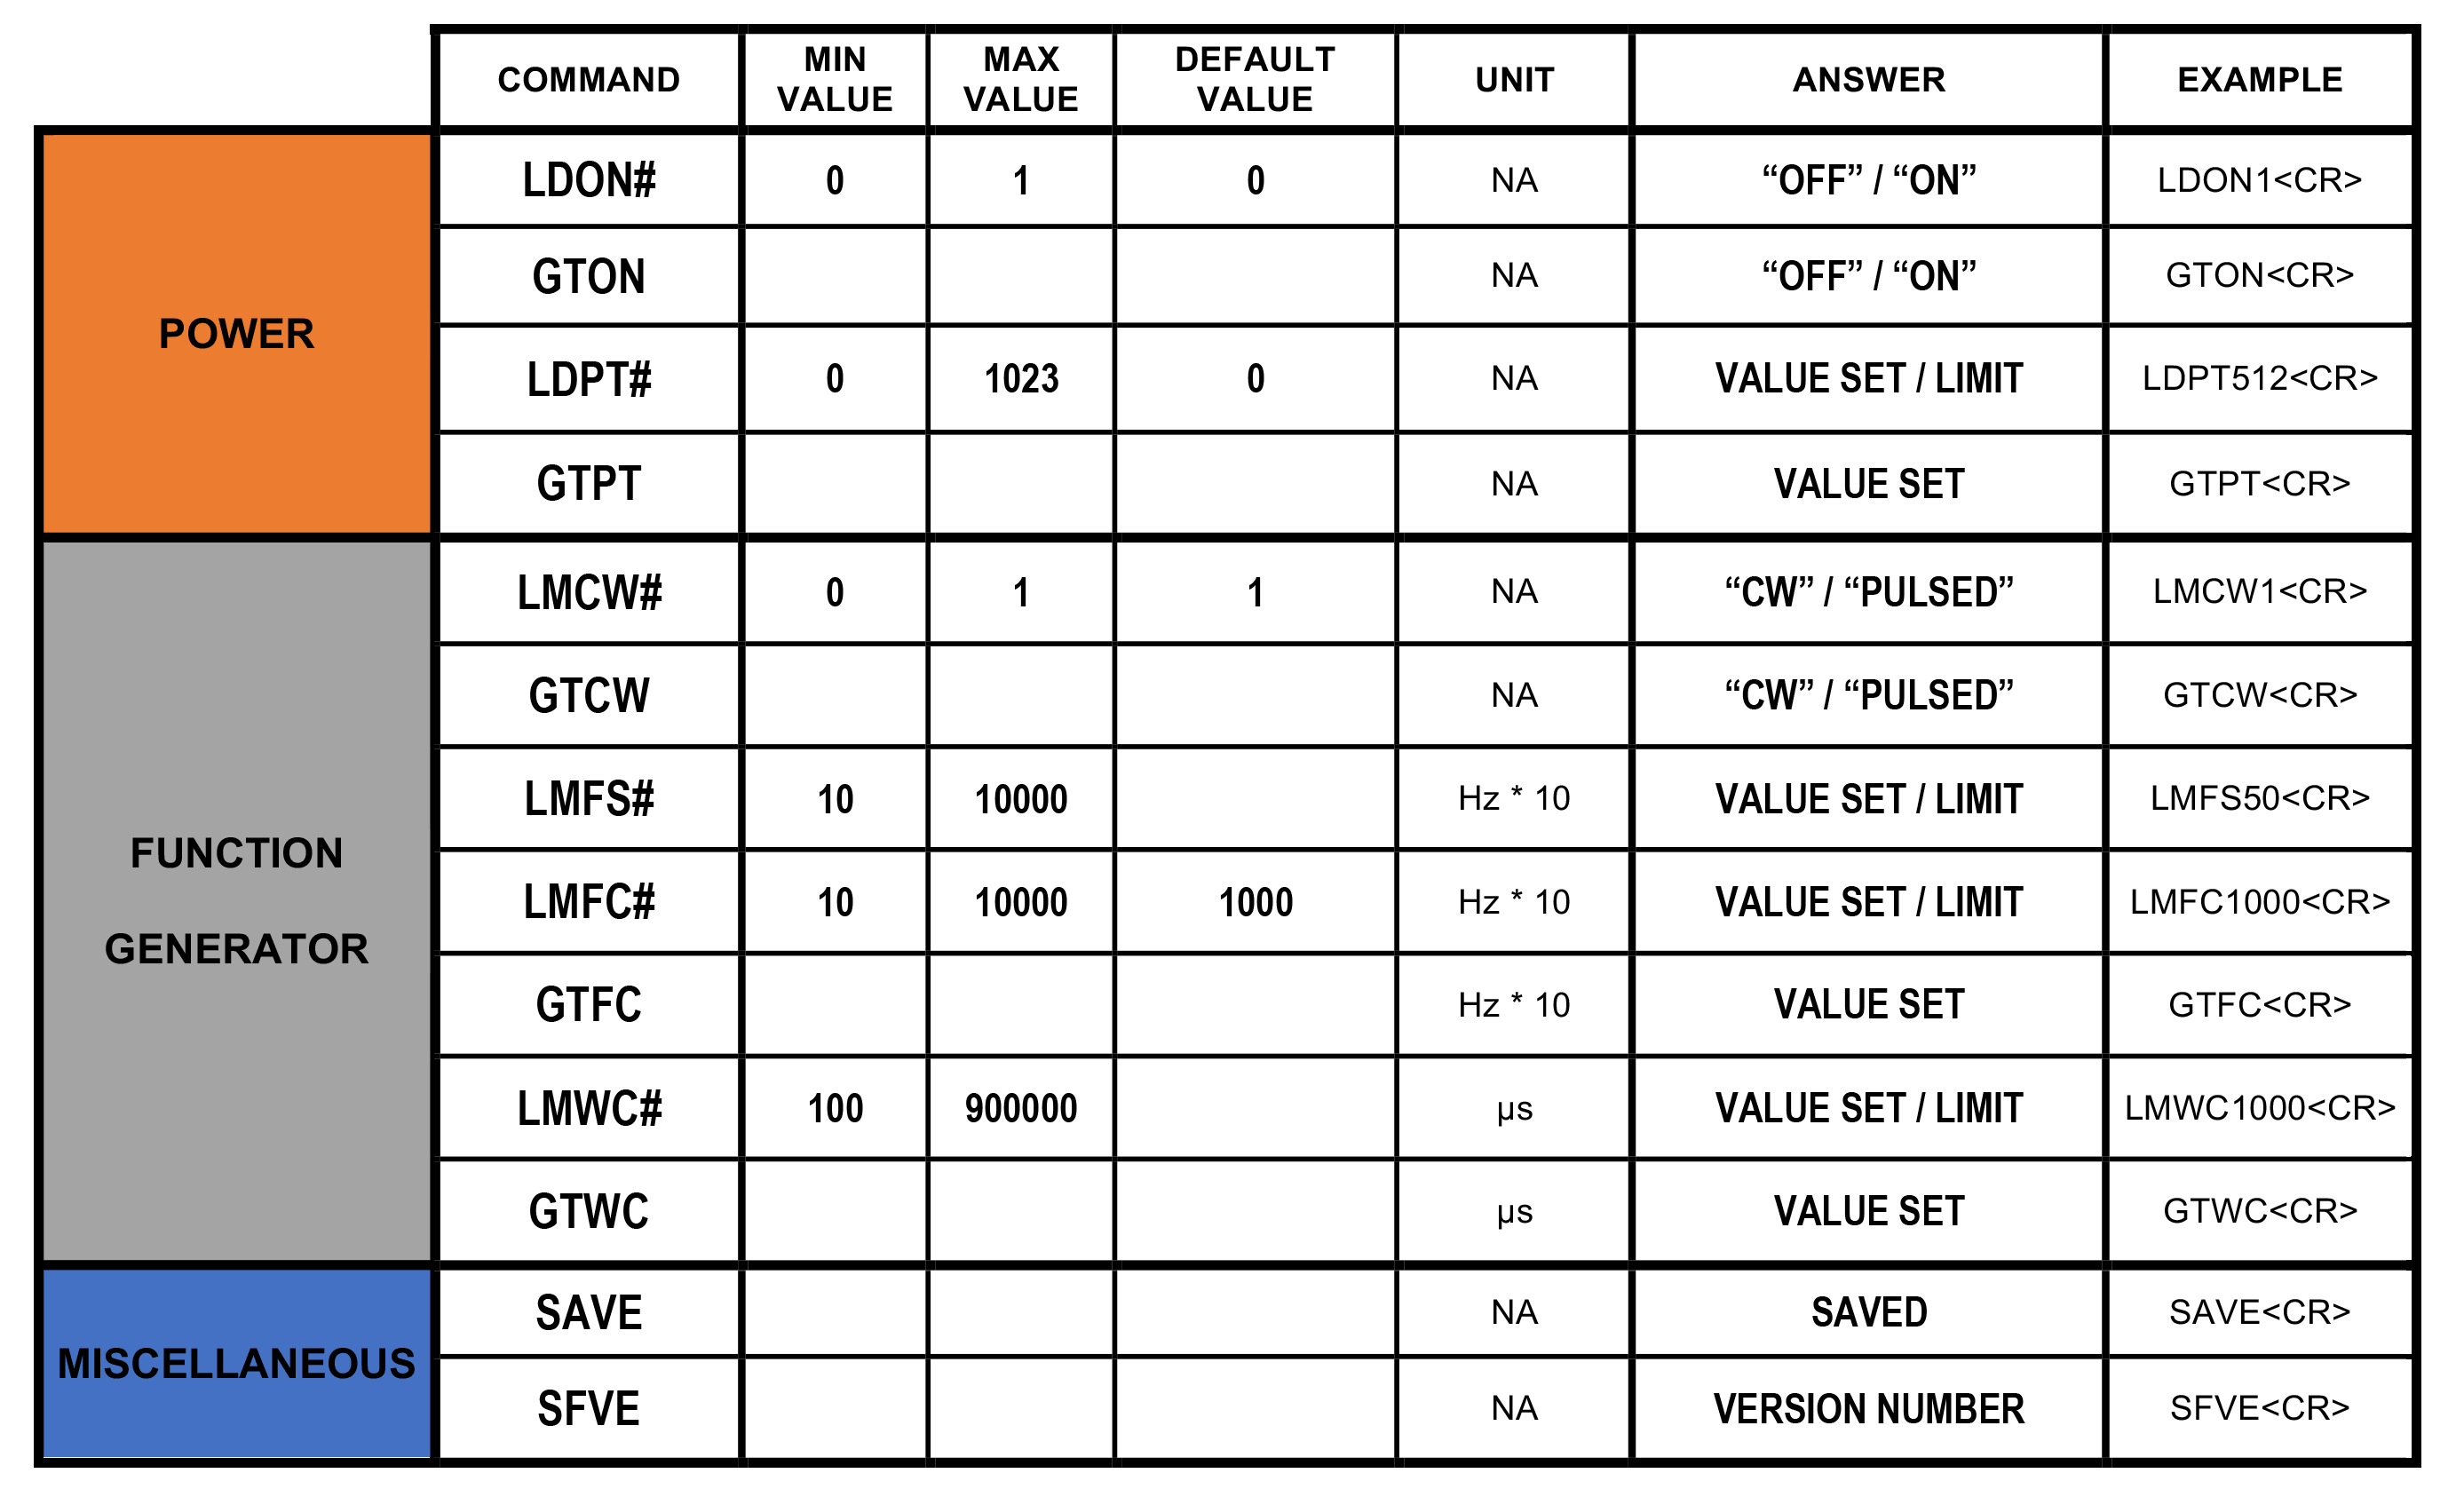 COMMAND MIN VALUE MAX VALUE DEFAULT VALUE UNIT ANSWER EXAMPLE
POWER
LDON# 0 1 0 NA “OFF” / “ON” LDON1<CR>
GTON NA “OFF” / “ON” GTON<CR>
LDPT# 0 1023 0 NA VALUE SET / LIMIT LDPT512<CR>
GTPT NA VALUE SET GTPT<CR>
FUNCTION
GENERATOR
LMCW# 0 1 1 NA “CW” / “PULSED” LMCW1<CR>
GTCW NA “CW” / “PULSED” GTCW<CR>
LMFS# 10 10000 Hz * 10 VALUE SET / LIMIT LMFS50<CR>
LMFC# 10 10000 1000 Hz * 10 VALUE SET / LIMIT LMFC1000<CR>
GTFC Hz * 10 VALUE SET GTFC<CR>
LMWC# 100 900000 µs VALUE SET / LIMIT LMWC1000<CR>
GTWC µs VALUE SET GTWC<CR>
MISCELLANEOUS
SAVE NA SAVED SAVE<CR>
SFVE NA VERSION NUMBER SFVE<CR>